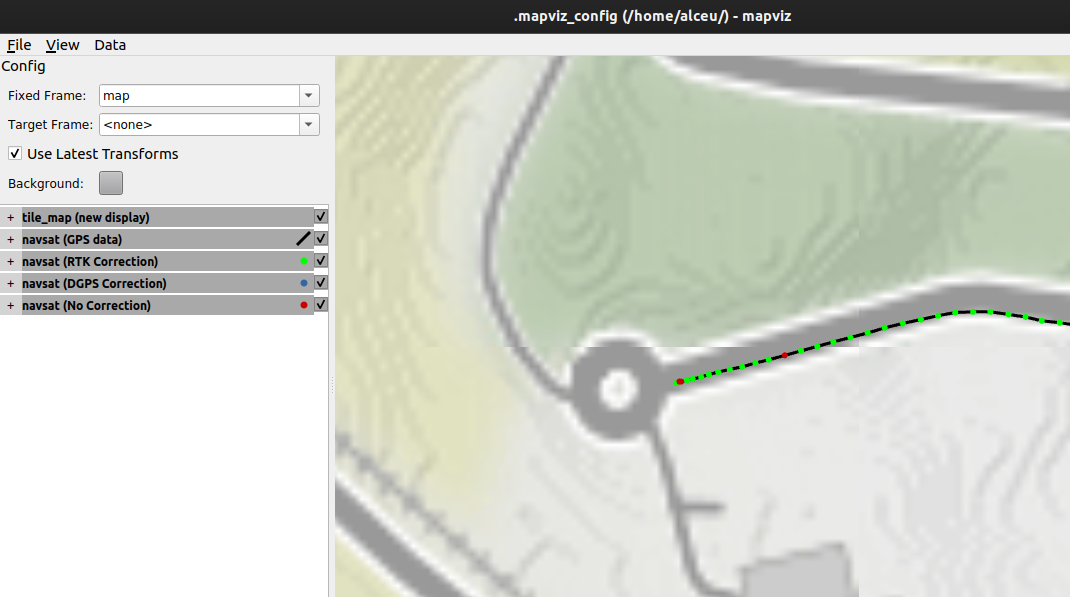 .mapviz_config (/home/alceu/) - mapviz
File View Data
Config
Fixed Frame: map
Target Frame: <none>
Use Latest Transforms
Background:
+ tile_map (new display)
+ navsat (GPS data)
+ navsat (RTK Correction)
+ navsat (DGPS Correction)
+ navsat (No Correction)